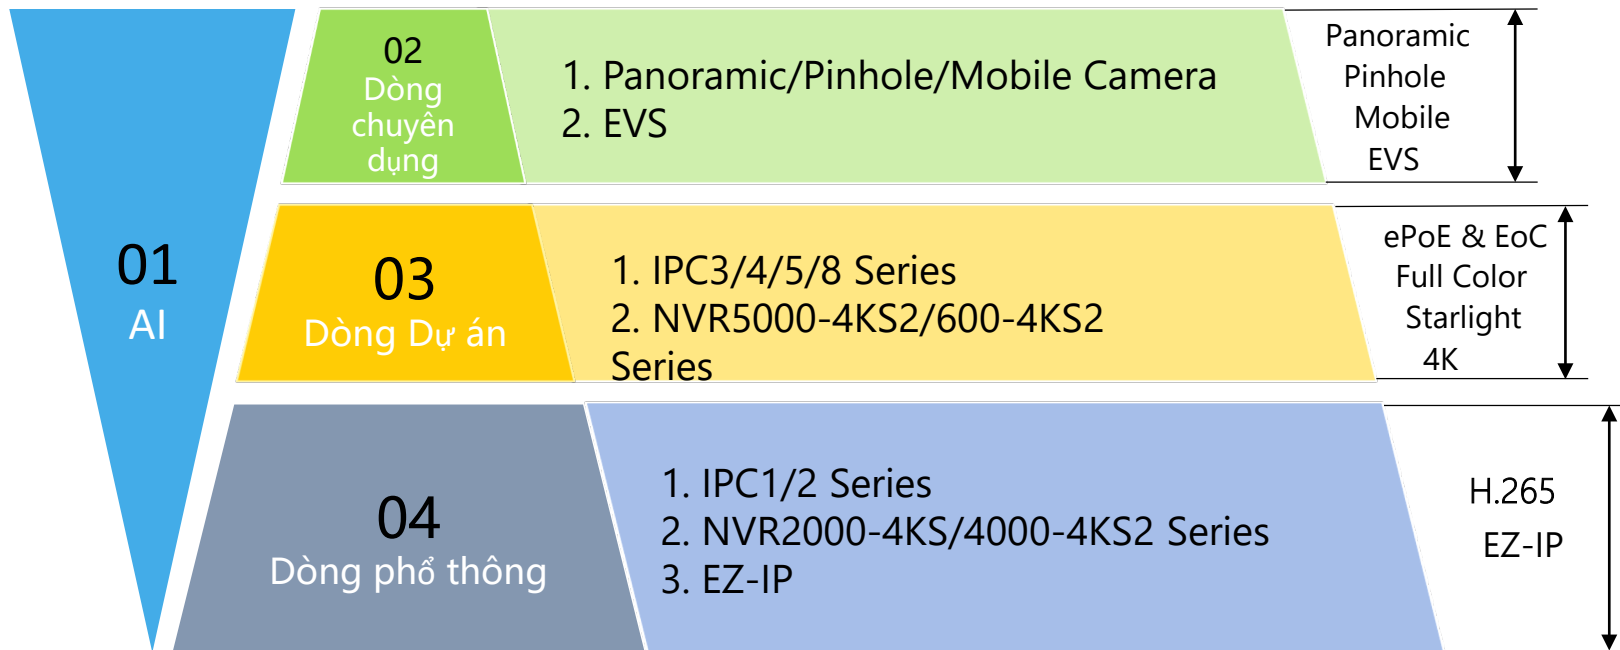 01
AI
02
Dòng
chuyên
dụng
1. Panoramic/Pinhole/Mobile Camera
2. EVS
Panoramic
Pinhole
Mobile
EVS
03
Dòng Dự án
1. IPC3/4/5/8 Series
2. NVR5000-4KS2/600-4KS2
Series
ePoE & EoC
Full Color
Starlight
4K
04
Dòng phổ thông
1. IPC1/2 Series
2. NVR2000-4KS/4000-4KS2 Series
3. EZ-IP
H.265
EZ-IP